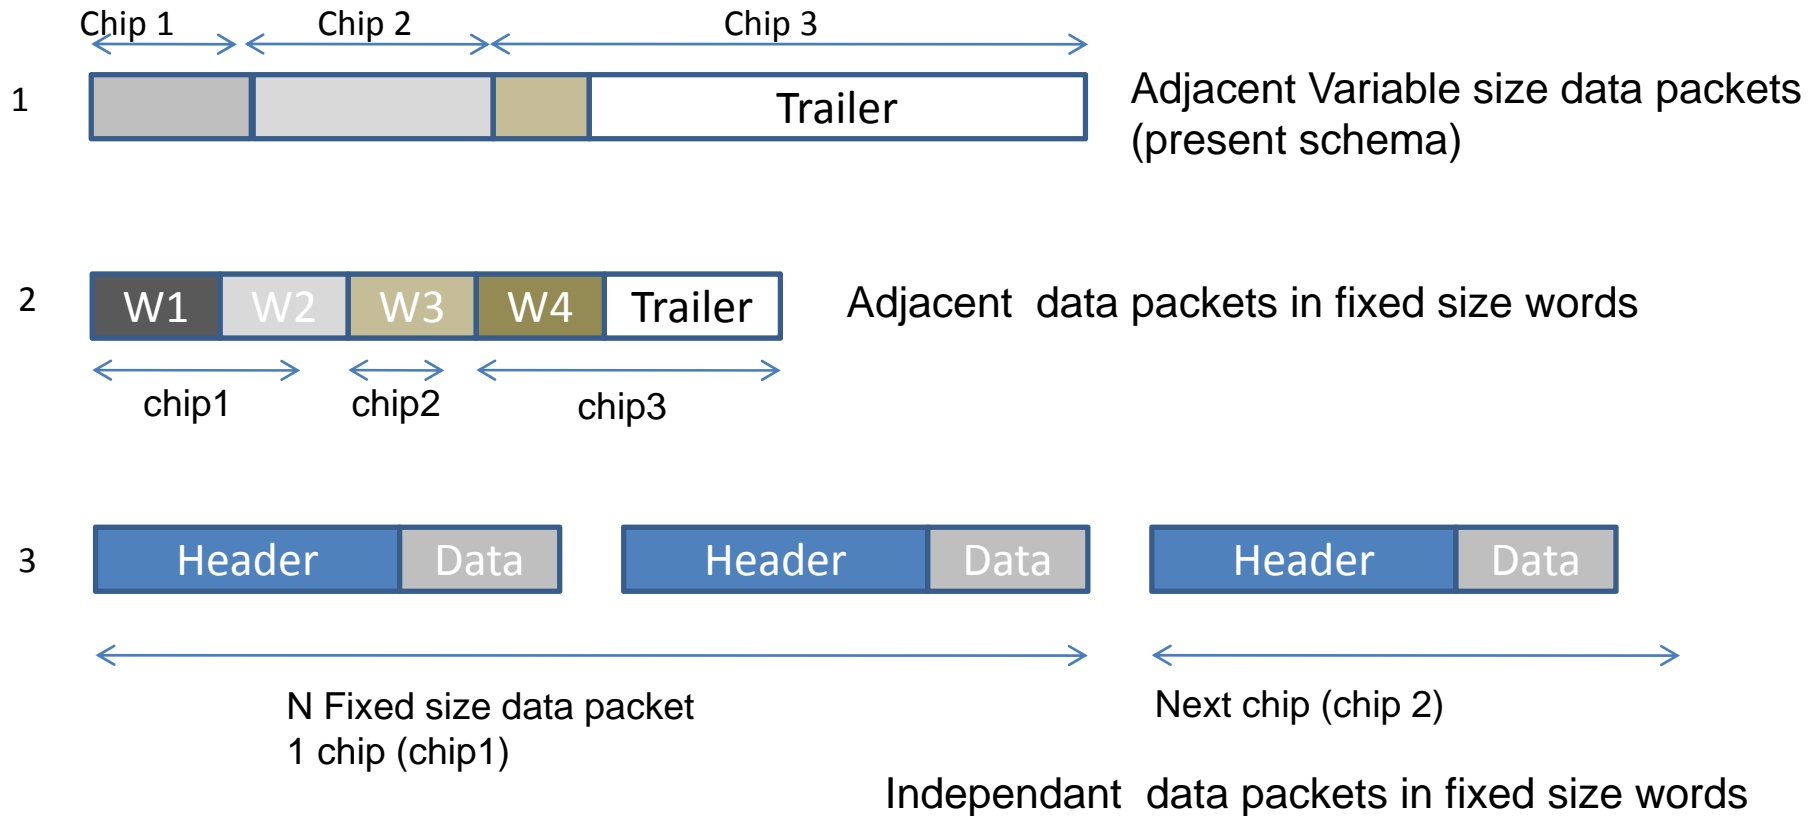 Chip 1 Chip 2 Chip 3
1 Trailer Adjacent Variable size data packets
(present schema)
2 W1 W2 W3 W4 Trailer Adjacent data packets in fixed size words
chip1 chip2 chip3
3 Header Data Header Data Header Data
N Fixed size data packet
1 chip (chip1)
Next chip (chip 2)
Independant data packets in fixed size words